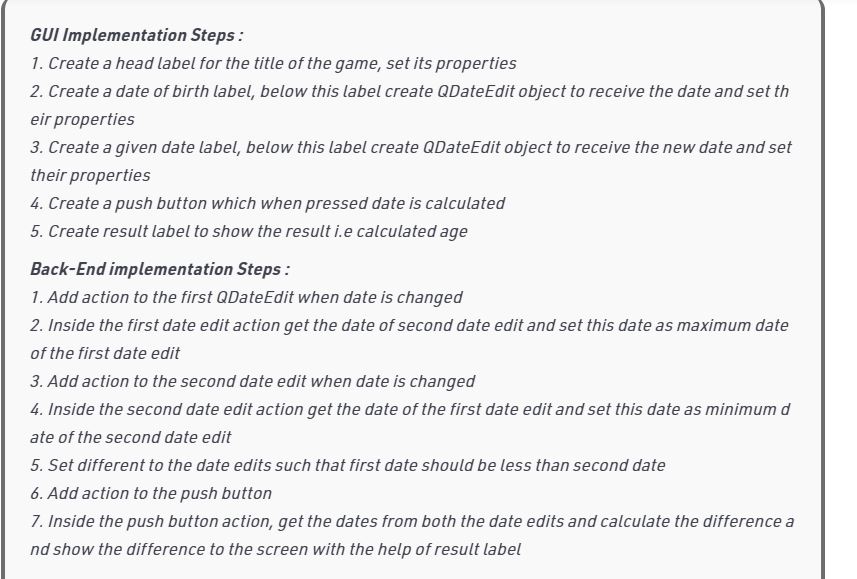 GUI Implementation Steps :
1. Create a head label for the title of the game, set its properties
2. Create a date of birth label, below this label create QDateEdit object to receive the date and set th
eir properties
3. Create a given date label, below this label create QDateEdit object to receive the new date and set
their properties
4. Create a push button which when pressed date is calculated
5. Create result label to show the result i.e calculated age
Back-End implementation Steps :
1. Add action to the first QDateEdit when date is changed
2. Inside the first date edit action get the date of second date edit and set this date as maximum date
of the first date edit
3. Add action to the second date edit when date is changed
4. Inside the second date edit action get the date of the first date edit and set this date as minimum d
ate of the second date edit
5. Set different to the date edits such that first date should be less than second date
6. Add action to the push button
7. Inside the push button action, get the dates from both the date edits and calculate the difference a
nd show the difference to the screen with the help of result label